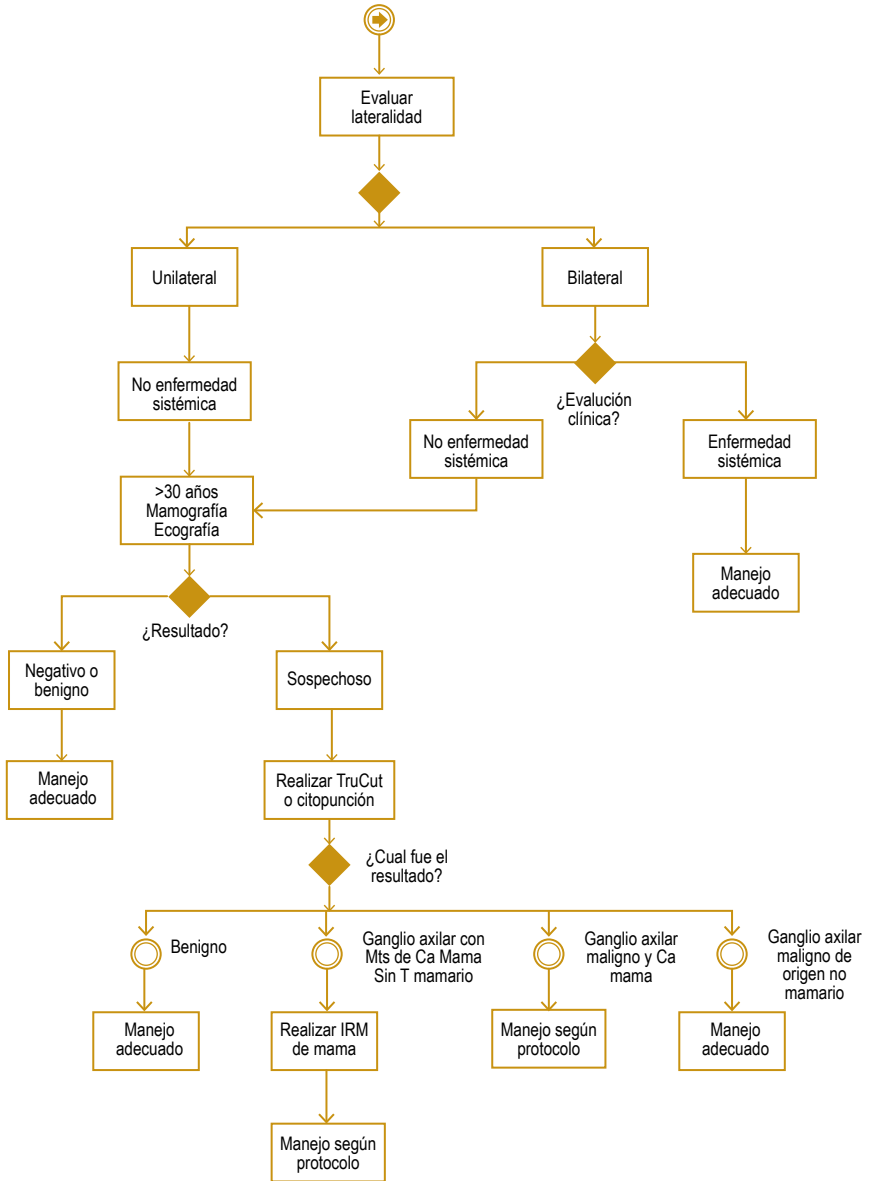 Evaluar
lateralidad
Unilateral
Bilateral
No enfermedad
sistémica
¿Evalución
clínica?
No enfermedad
sistémica
Enfermedad
sistémica
>30 años
Mamografía
Ecografía
Manejo
adecuado
¿Resultado?
Negativo o
benigno
Sospechoso
Manejo
adecuado
Realizar TruCut
o citopunción
¿Cual fue el
resultado?
Benigno
Ganglio axilar con
Mts de Ca Mama
Sin T mamario
Ganglio axilar
maligno y Ca
mama
Ganglio axilar
maligno de
origen no
mamario
Manejo
adecuado
Realizar IRM
de mama
Manejo según
protocolo
Manejo
adecuado
Manejo según
protocolo